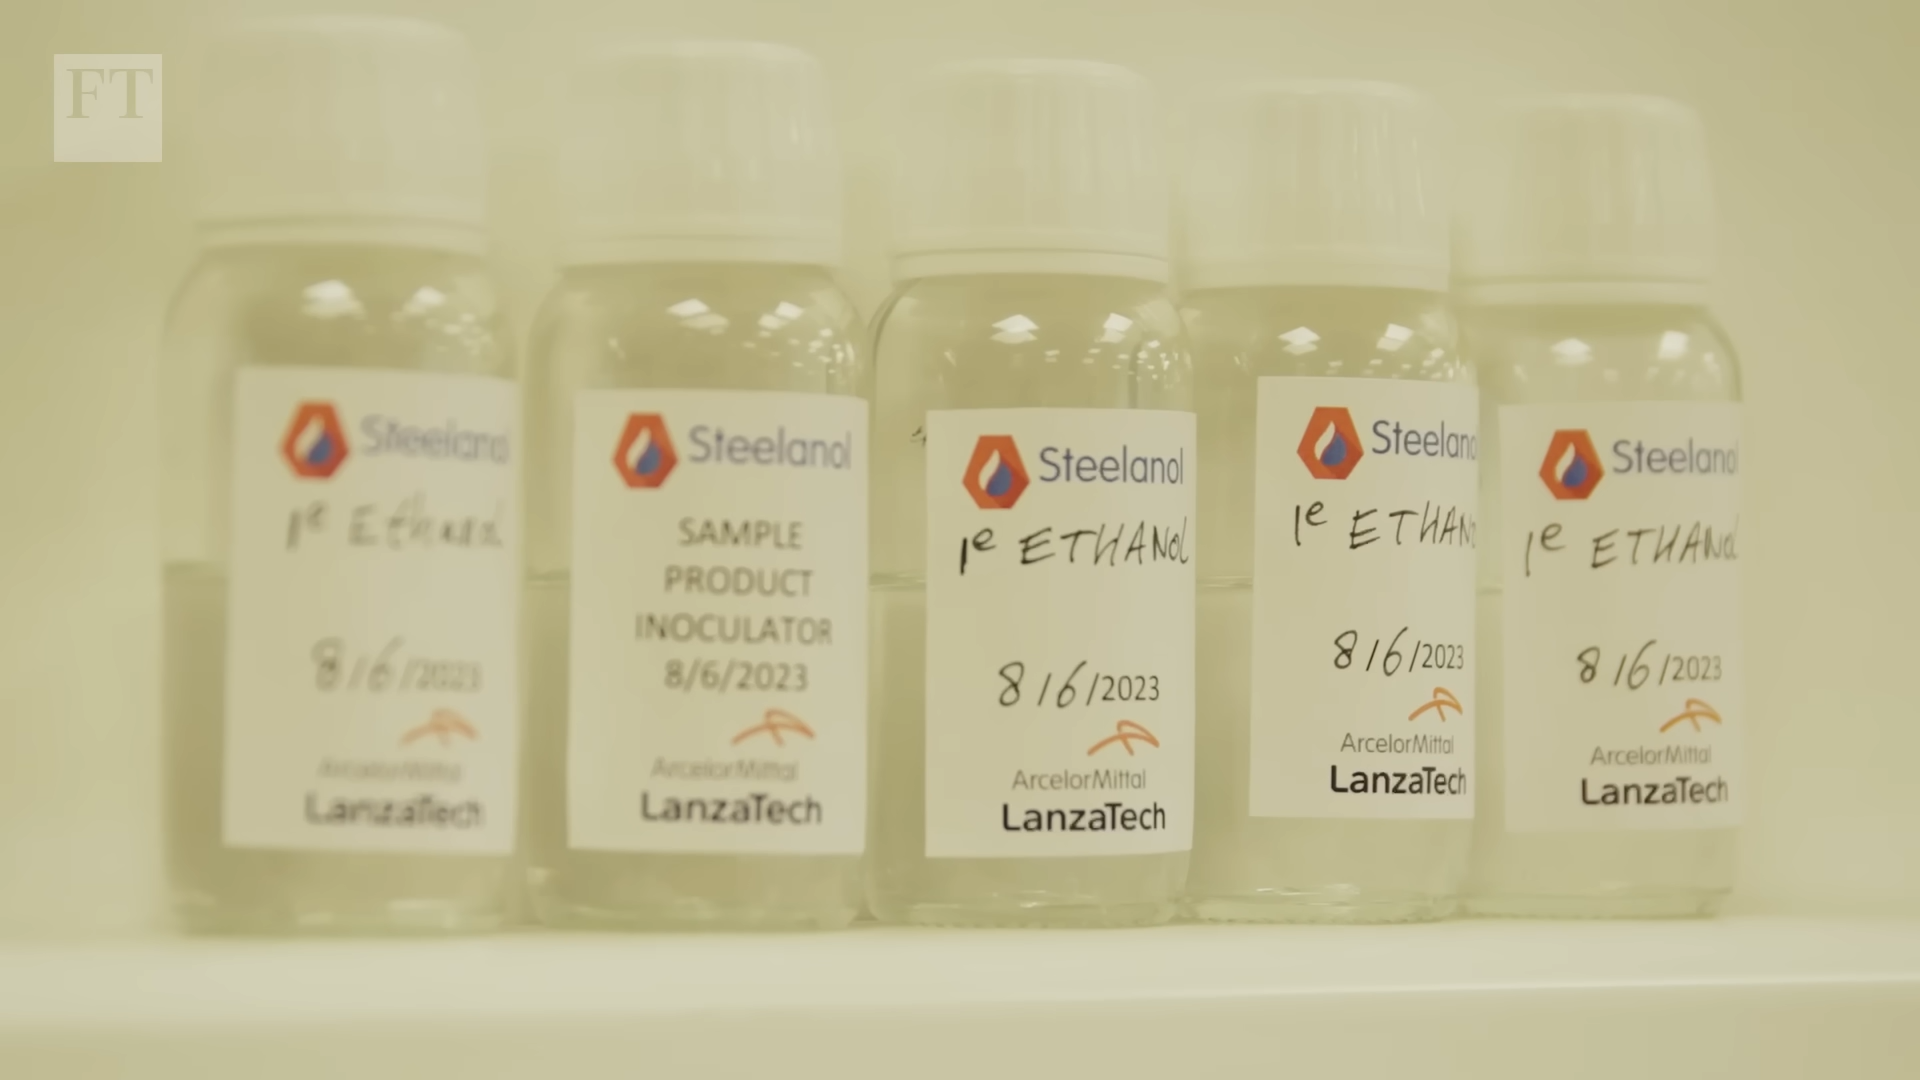 FT
Steelanol
1e Ethanol
8/6/2023
ArcelorMittal
LanzaTech
Steelanol
SAMPLE
PRODUCT
INOCULATOR
8/6/2023
ArcelorMittal
LanzaTech
Steelanol
1e ETHANOL
8/6/2023
ArcelorMittal
LanzaTech
Steelano
1e ETHANO
8/6/2023
ArcelorMittal
LanzaTech
Steelanol
1e ETHANOL
8/6/2023
ArcelorMittal
LanzaTech